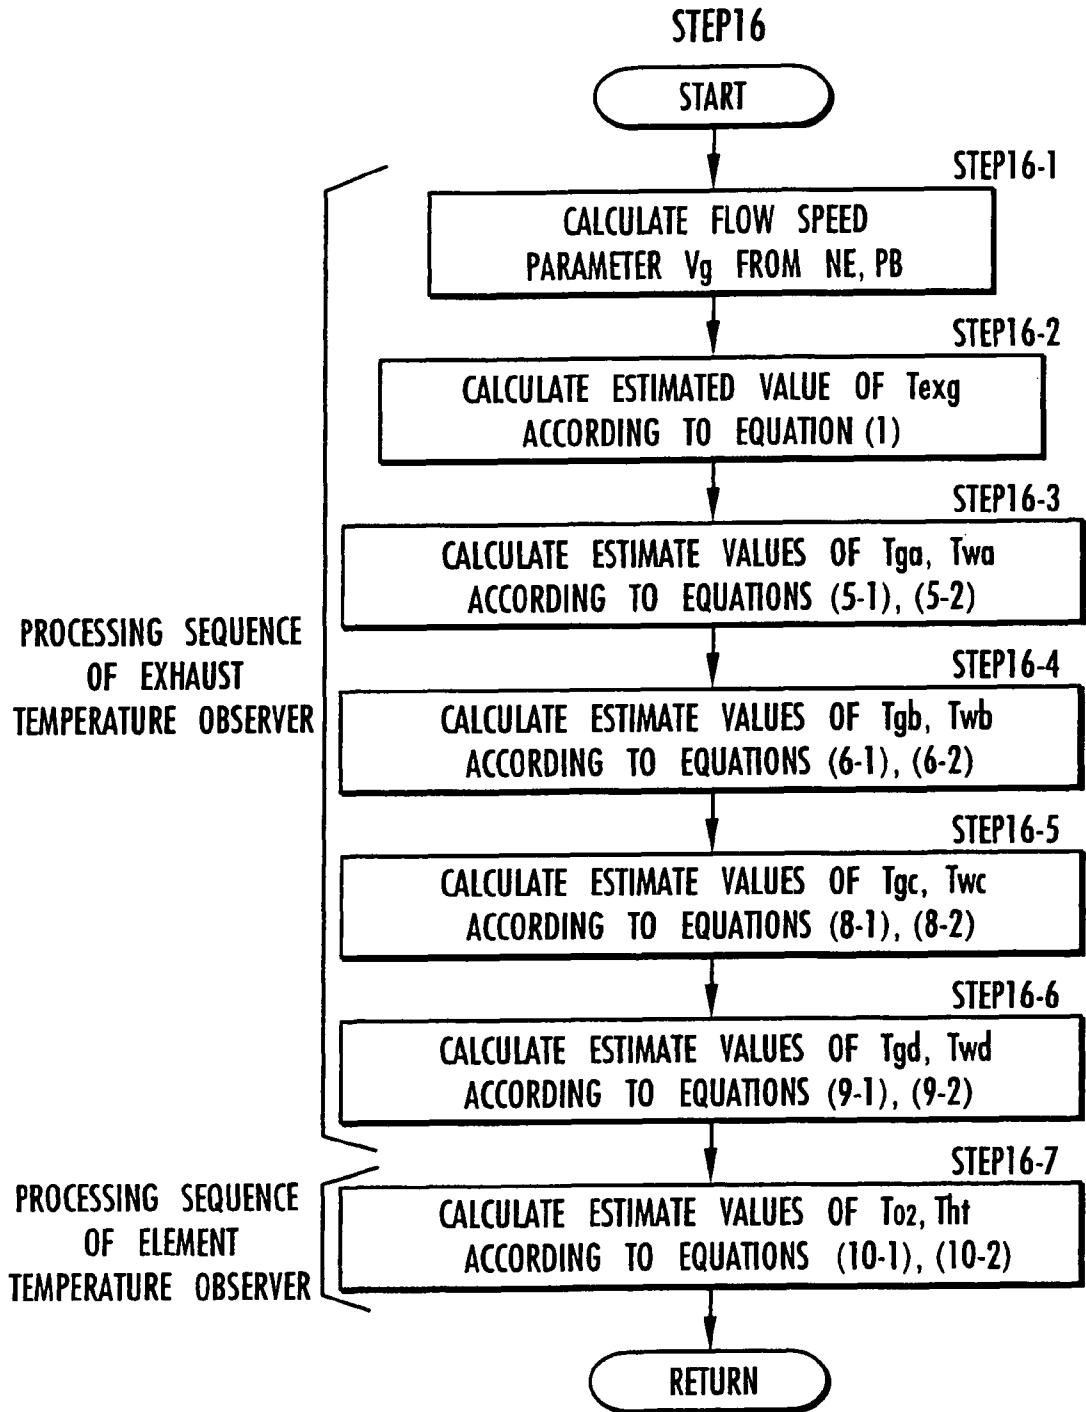 STEP16
START
STEP16-1
CALCULATE FLOW SPEED
PARAMETER Vg FROM NE, PB
STEP16-2
CALCULATE ESTIMATED VALUE OF Texg
ACCORDING TO EQUATION (1)
STEP16-3
CALCULATE ESTIMATE VALUES OF Tga, Twa
ACCORDING TO EQUATIONS (5-1), (5-2)
PROCESSING SEQUENCE
OF EXHAUST
TEMPERATURE OBSERVER
STEP16-4
CALCULATE ESTIMATE VALUES OF Tgb, Twb
ACCORDING TO EQUATIONS (6-1), (6-2)
STEP16-5
CALCULATE ESTIMATE VALUES OF Tgc, Twc
ACCORDING TO EQUATIONS (8-1), (8-2)
STEP16-6
CALCULATE ESTIMATE VALUES OF Tgd, Twd
ACCORDING TO EQUATIONS (9-1), (9-2)
STEP16-7
PROCESSING SEQUENCE
OF ELEMENT
TEMPERATURE OBSERVER
CALCULATE ESTIMATE VALUES OF To2, Tht
ACCORDING TO EQUATIONS (10-1), (10-2)
RETURN